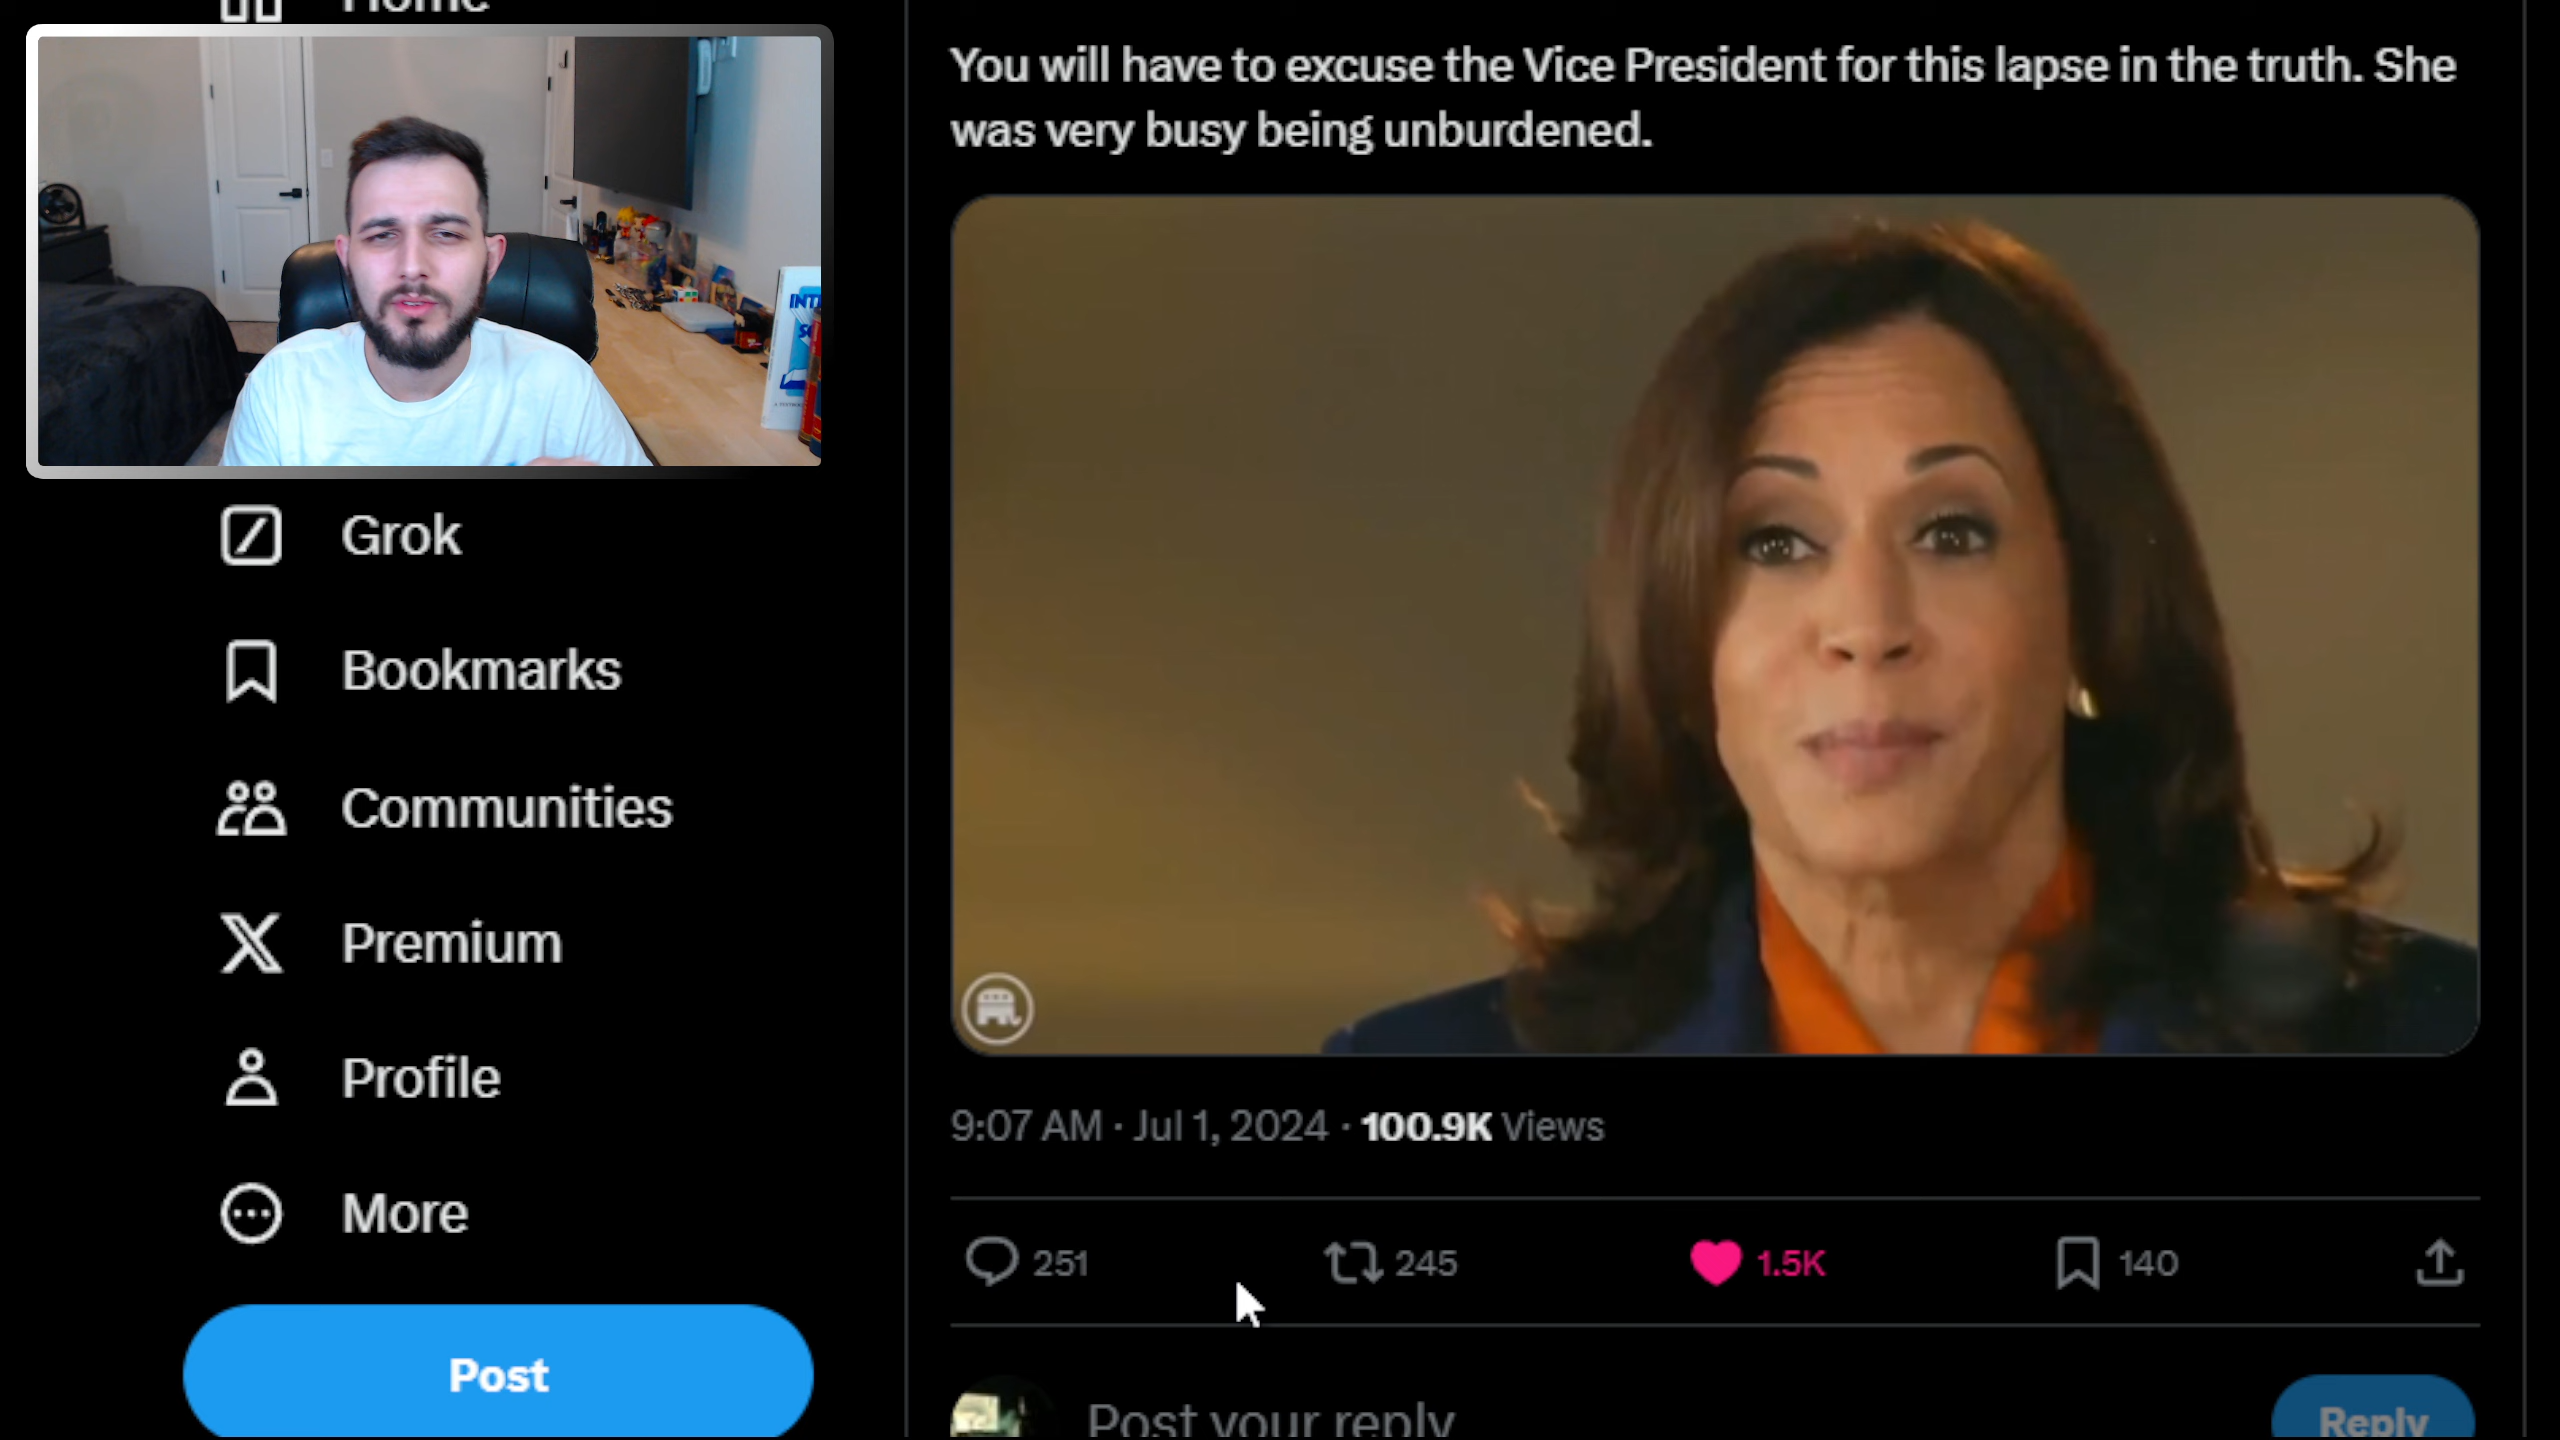 Home
You will have to excuse the Vice President for this lapse in the truth. She
was very busy being unburdened.
Grok
Bookmarks
Communities
Premium
Profile
More
Post
9:07 AM · Jul 1, 2024 · 100.9K Views
251 245 1.5K 140
Post your reply
Reply